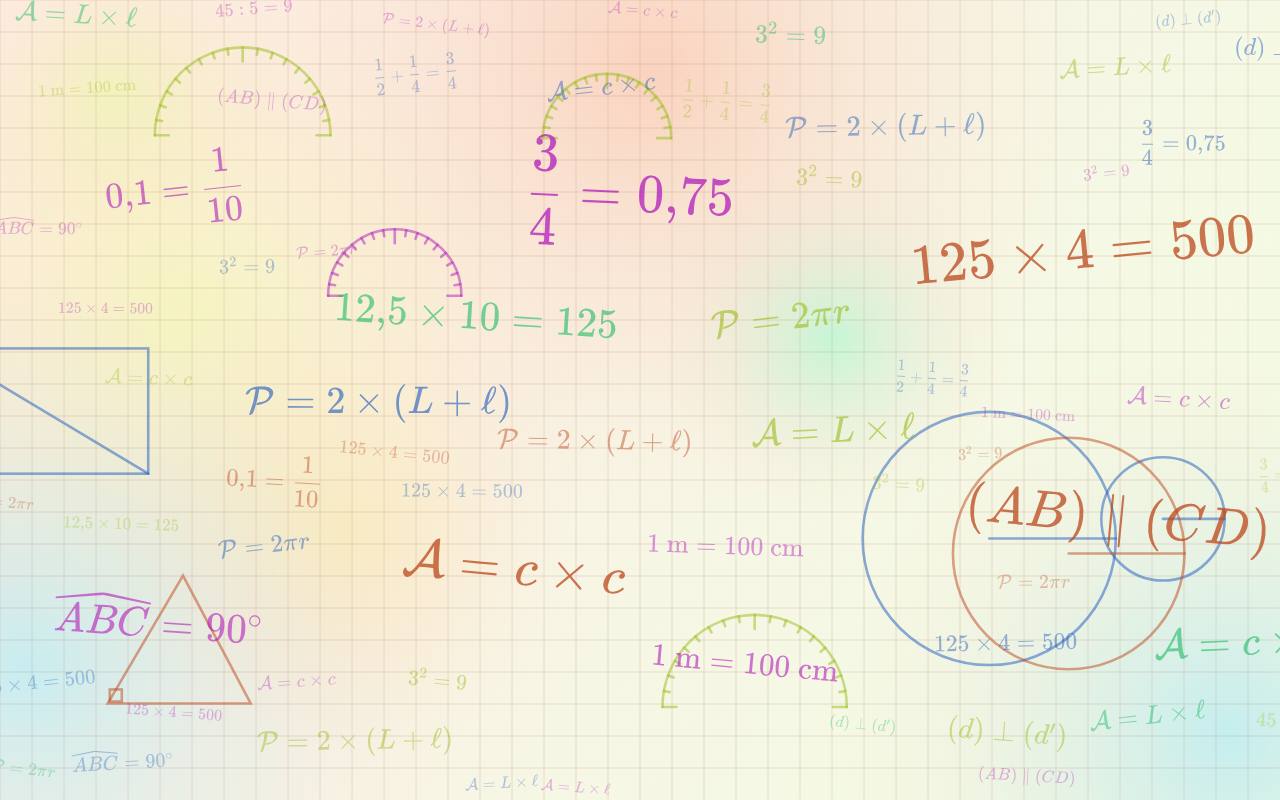 𝒜 = L × ℓ
45 : 5 = 9
𝒫 = 2 × (L + ℓ)
𝒜 = c × c
3² = 9
(d) ⊥ (d′)
(d)
1 m = 100 cm
(AB) ∥ (CD)
1/2 + 1/4 = 3/4
𝒜 = c × c
1/2 + 1/4 = 3/4
𝒜 = L × ℓ
𝒫 = 2 × (L + ℓ)
3/4 = 0,75
0,1 = 1/10
3/4 = 0,75
3² = 9
3² = 9
ABC = 90°
3² = 9
𝒫 = 2π
125 × 4 = 500
125 × 4 = 500
12,5 × 10 = 125
𝒫 = 2πr
𝒜 = c × c
𝒫 = 2 × (L + ℓ)
1/2 + 1/4 = 3/4
𝒜 = c × c
1 m = 100 cm
125 × 4 = 500
𝒫 = 2 × (L + ℓ)
𝒜 = L × ℓ
3² = 9
0,1 = 1/10
125 × 4 = 500
3² = 9
3/4 =
= 2πr
12,5 × 10 = 125
(AB) ∥ (CD)
𝒫 = 2πr
𝒜 = c × c
1 m = 100 cm
𝒫 = 2πr
ABC = 90°
125 × 4 = 500
𝒜 = c ×
× 4 = 500
𝒜 = c × c
3² = 9
1 m = 100 cm
125 × 4 = 500
(d) ⊥ (d′)
(d) ⊥ (d′)
𝒜 = L × ℓ
45
𝒫 = 2 × (L + ℓ)
𝒫 = 2πr
ABC = 90°
𝒜 = L × ℓ
𝒜 = L × ℓ
(AB) ∥ (CD)